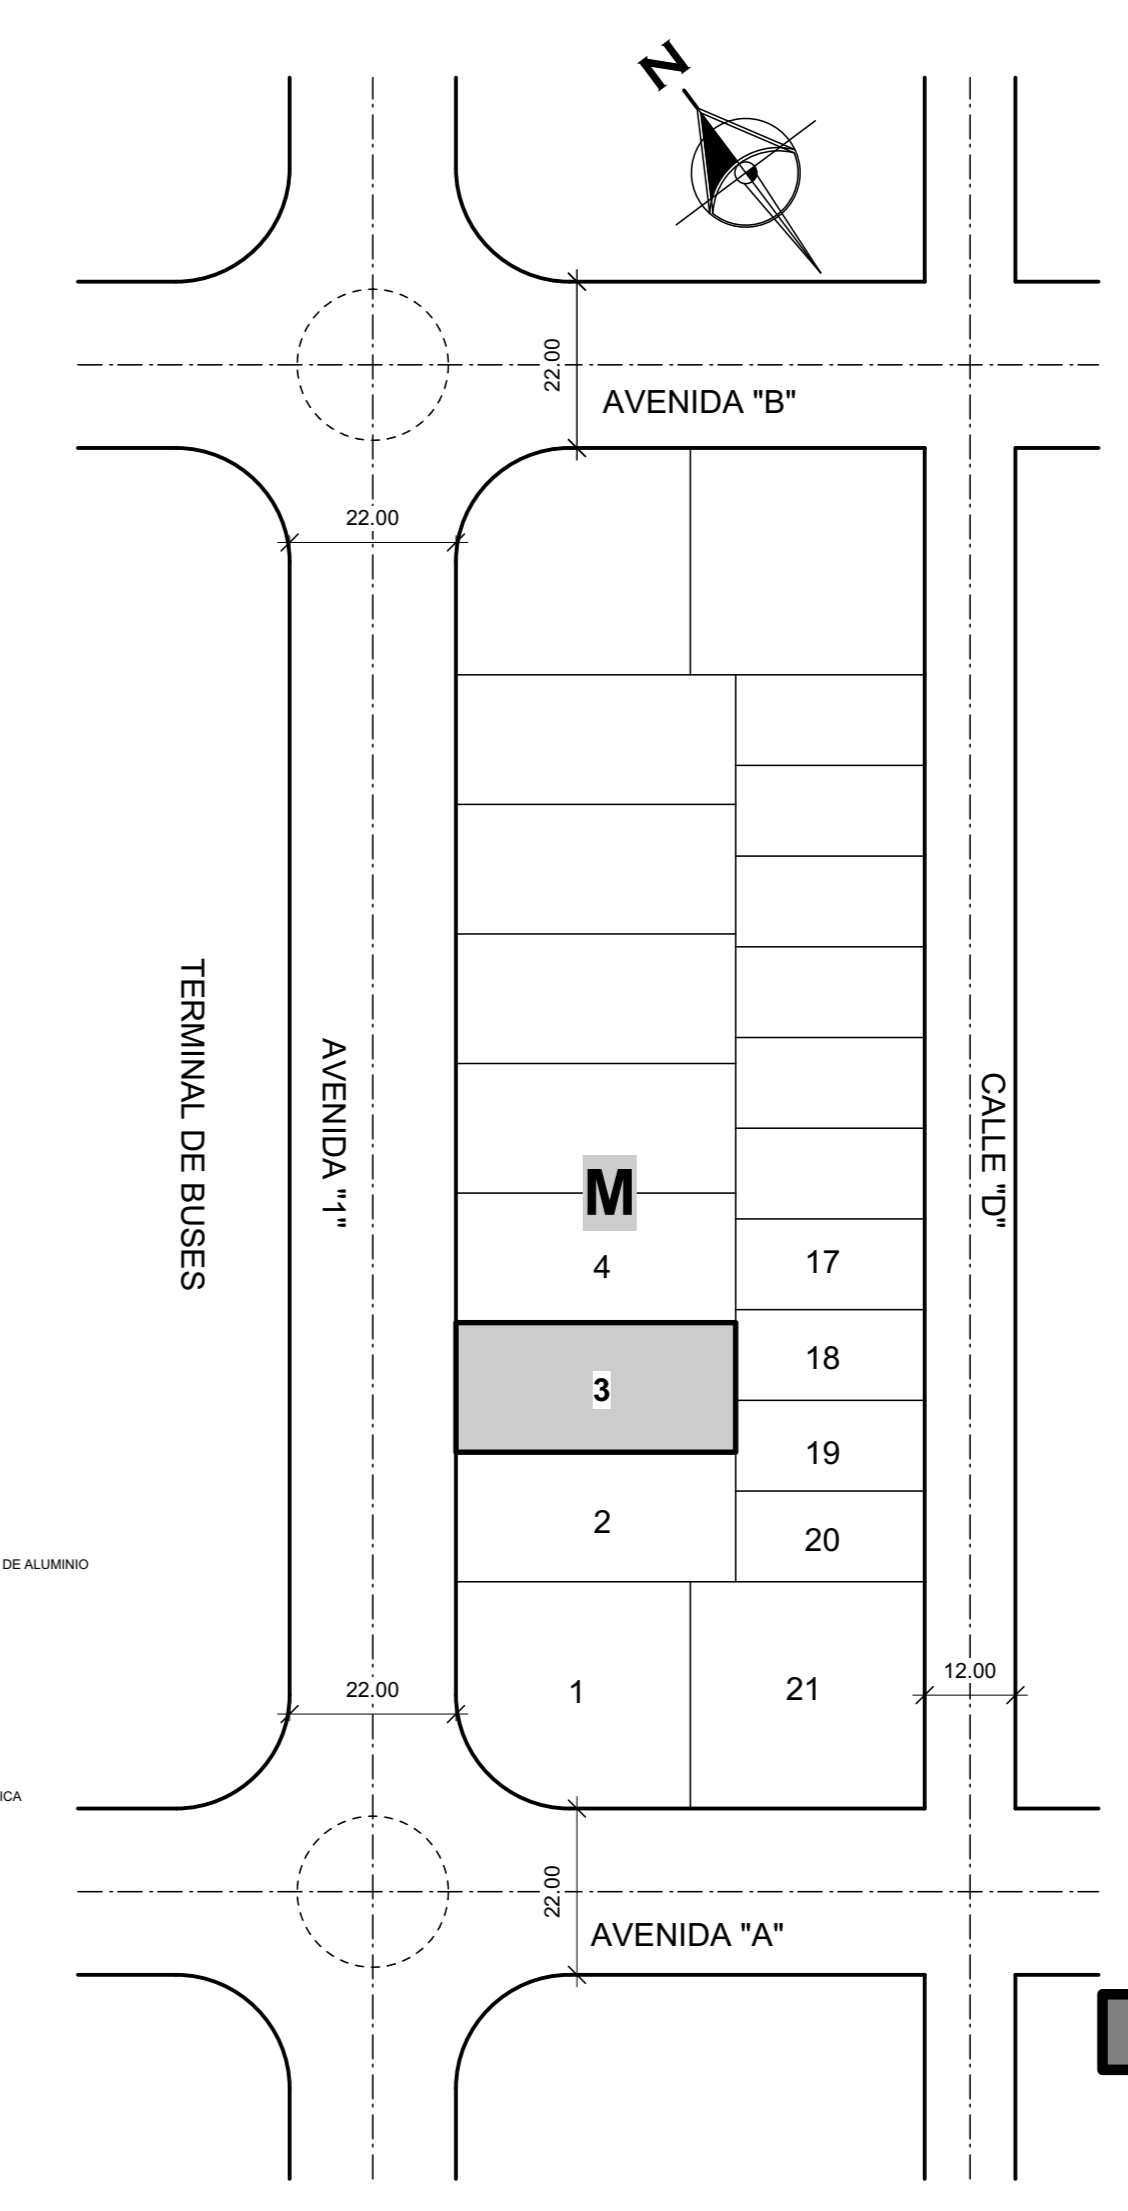 N
22.00
AVENIDA "B"
22.00
TERMINAL DE BUSES
AVENIDA "1"
CALLE "D"
M
4
17
18
3
19
2
20
DE ALUMINIO
1
21
12.00
22.00
ICA
22.00
AVENIDA "A"